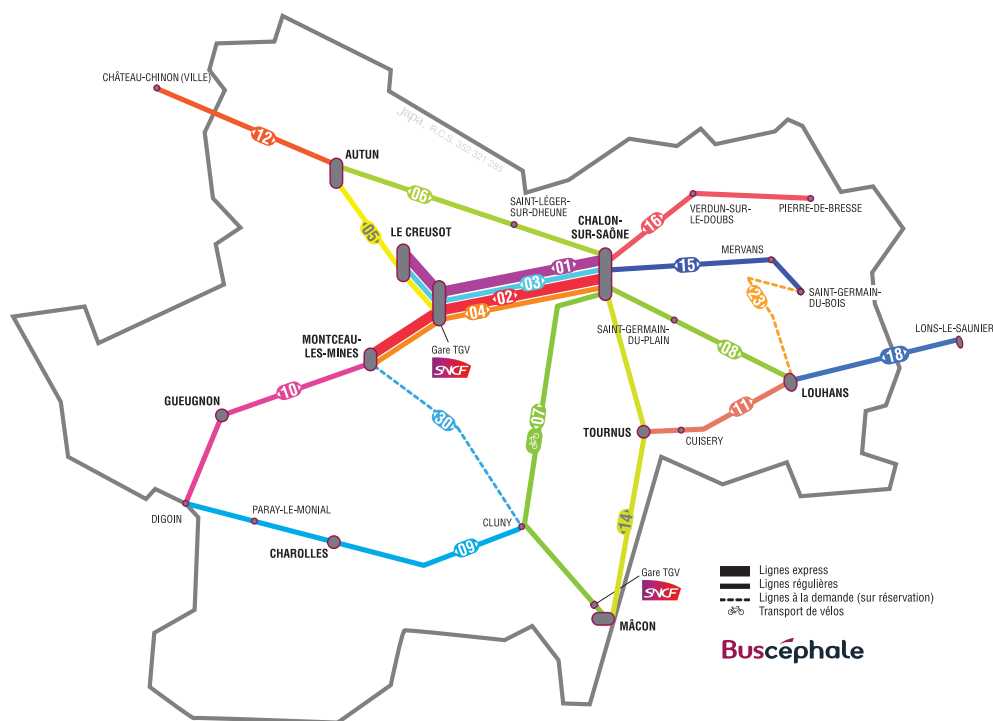 CHÂTEAU-CHINON (VILLE)
japa. R.C.S. 352 321 285
12
AUTUN
06
SAINT-LÉGER-
SUR-DHEUNE
CHALON-
SUR-SAÔNE
16
VERDUN-SUR-
LE-DOUBS
PIERRE-DE-BRESSE
05
LE CREUSOT
01
03
02
04
15
MERVANS
SAINT-GERMAIN-
DU-BOIS
23
MONTCEAU-
LES-MINES
Gare TGV
SNCF
SAINT-GERMAIN-
DU-PLAIN
08
LONS-LE-SAUNIER
18
LOUHANS
10
GUEUGNON
30
07
TOURNUS
11
CUISERY
DIGOIN
PARAY-LE-MONIAL
CHAROLLES
09
CLUNY
14
Gare TGV
SNCF
MÂCON
Lignes express
Lignes régulières
Lignes à la demande (sur réservation)
Transport de vélos
Buscéphale